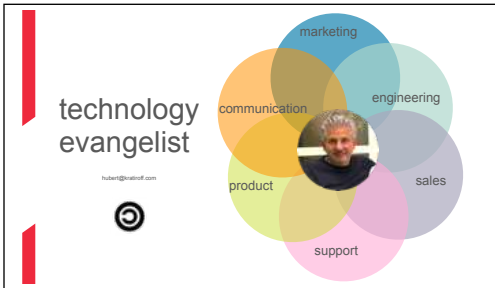 marketing
engineering
communication
technology
evangelist
hubert@kratiroff.com
product
sales
support